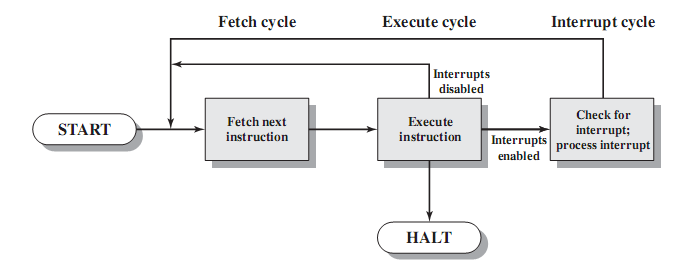 Fetch cycle
Execute cycle
Interrupt cycle
Interrupts
disabled
START
Fetch next
instruction
Execute
instruction
Interrupts
enabled
Check for
interrupt;
process interrupt
HALT